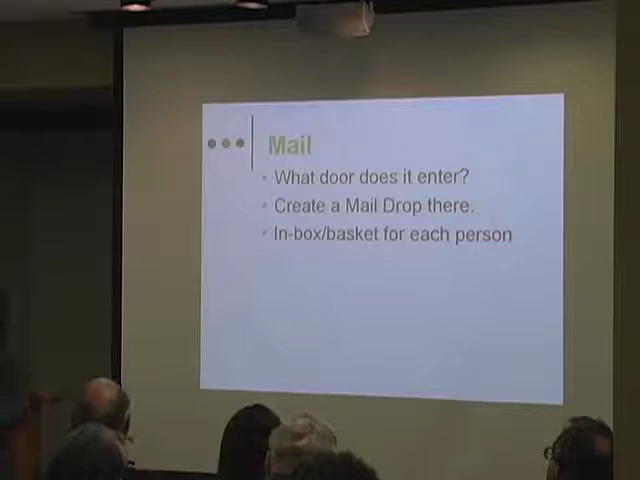 Mail
What door does it enter?
Create a Mail Drop there.
In-box/basket for each person